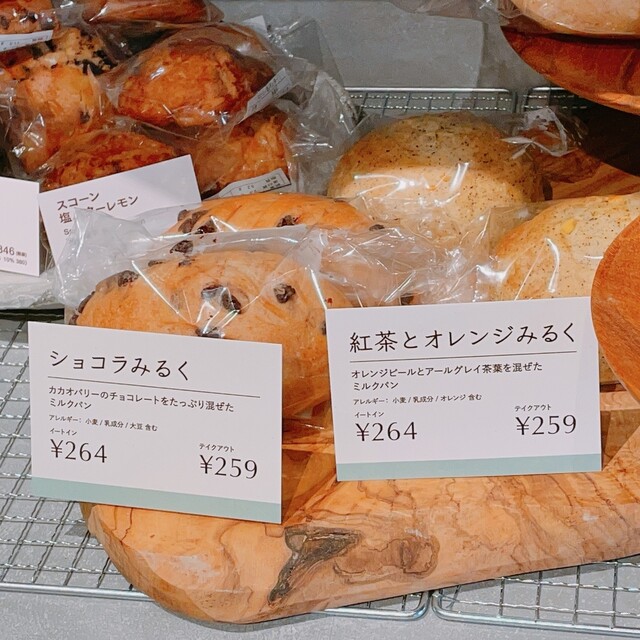 スコーン
ショコラみるく
カカオバリーのチョコレートをたっぷり混ぜた
ミルクパン
アレルギー：小麦/乳成分/大豆 含む
イートイン
¥264
テイクアウト
¥259
紅茶とオレンジみるく
オレンジピールとアールグレイ茶葉を混ぜた
ミルクパン
アレルギー：小麦/乳成分/オレンジ 含む
イートイン
¥264
テイクアウト
¥259